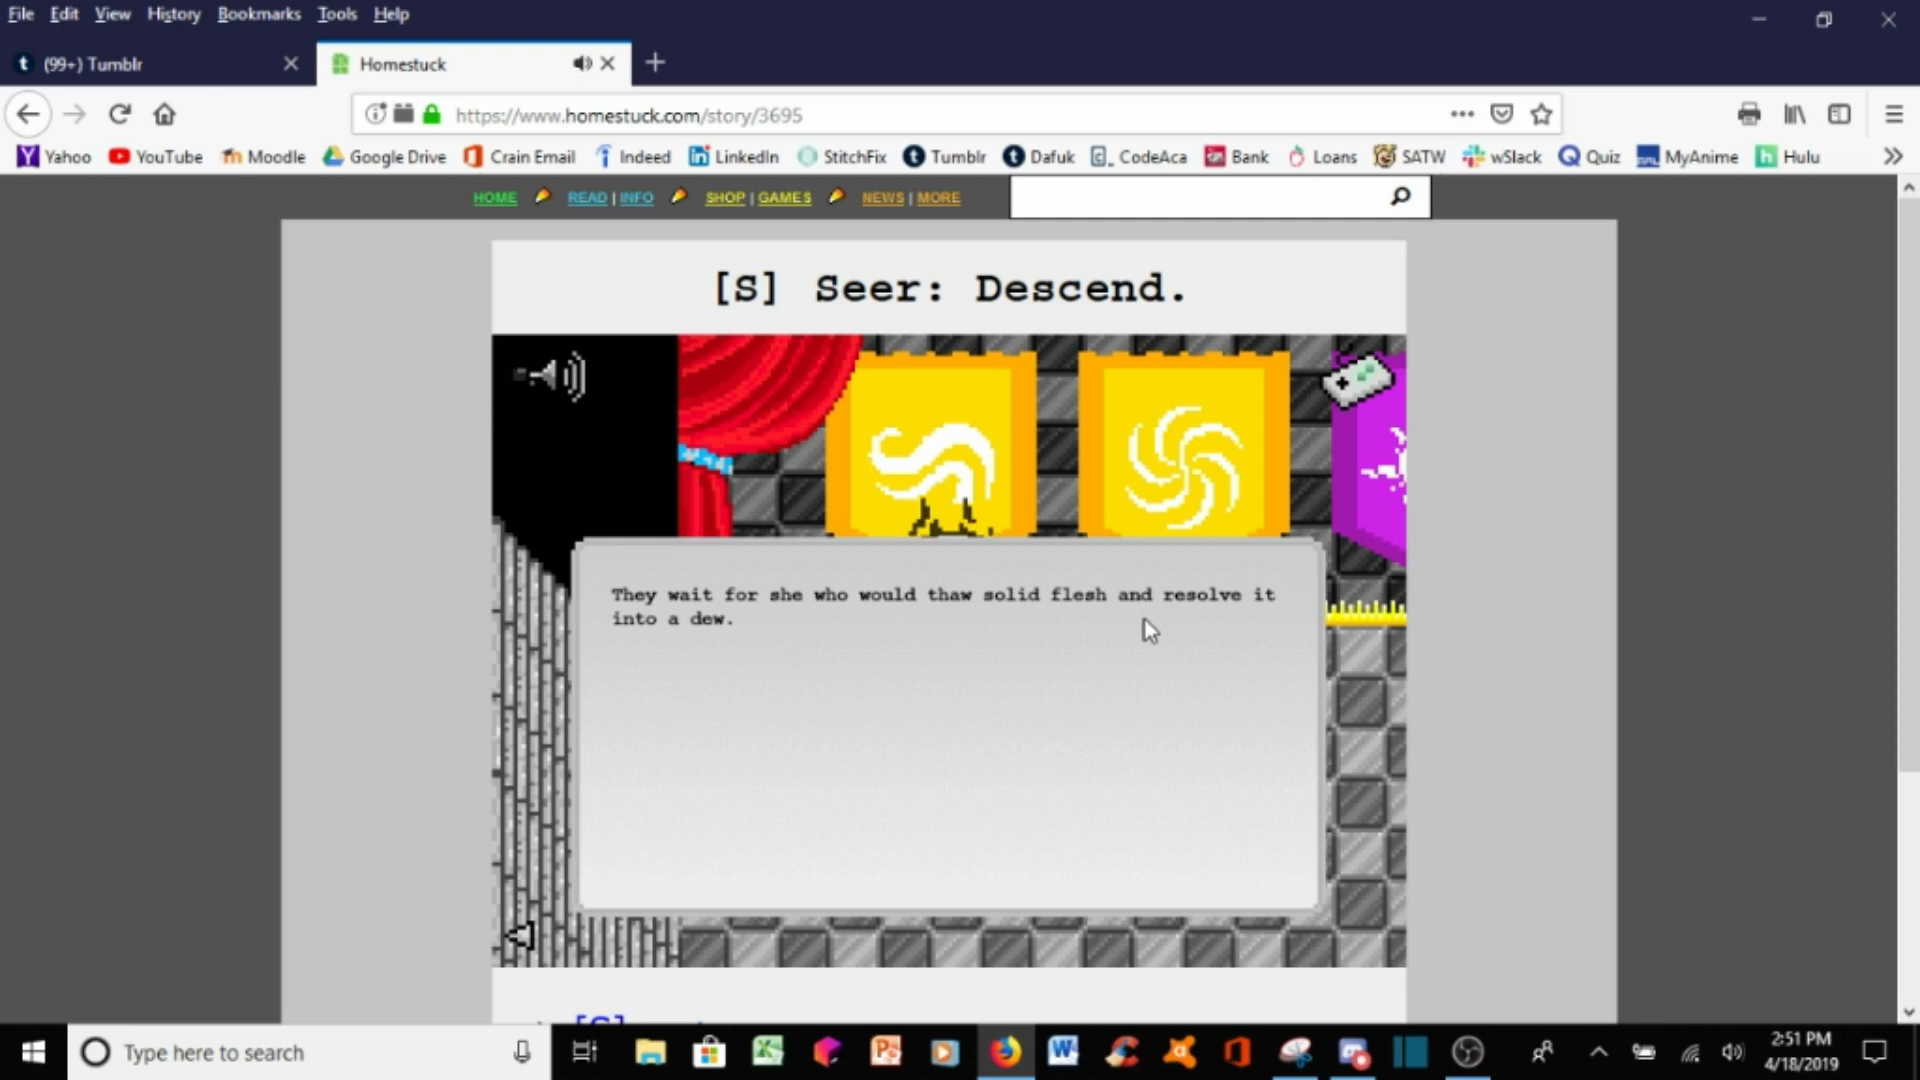 File Edit View History Bookmarks Tools Help
(99+) Tumblr
Homestuck
https://www.homestuck.com/story/3695
Yahoo YouTube Moodle Google Drive Crain Email Indeed LinkedIn StitchFix Tumblr Dafuk CodeAca Bank Loans SATW wSlack Quiz MyAnime Hulu
HOME READ | INFO SHOP | GAMES NEWS | MORE
[S] Seer: Descend.
They wait for she who would thaw solid flesh and resolve it
into a dew.
[S]
Type here to search
2:51 PM
4/18/2019